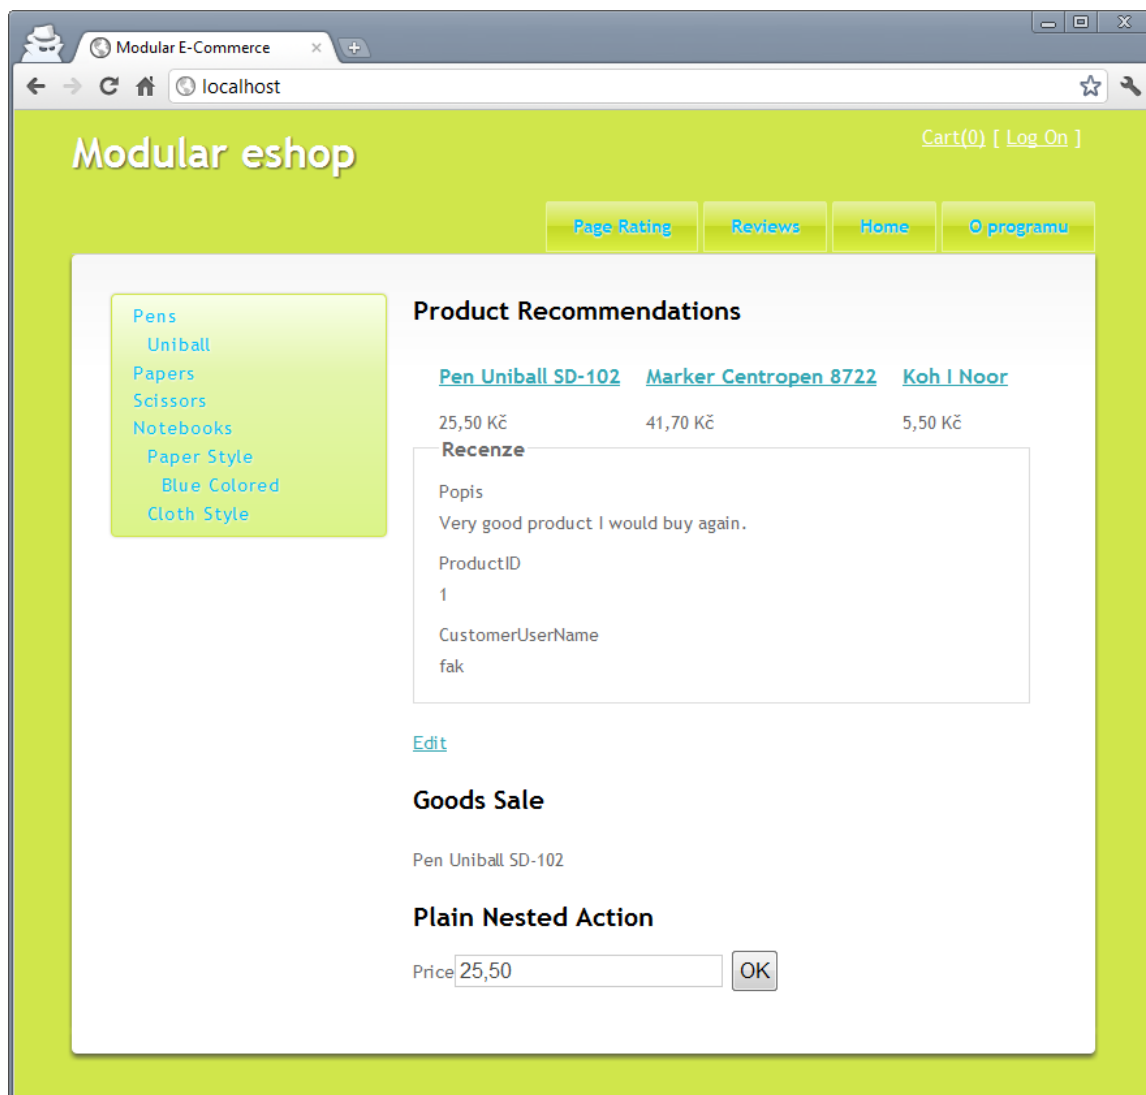 Modular E-Commerce
localhost
Cart(0) [ Log On ]
Modular eshop
Page Rating Reviews Home O programu
Pens
Uniball
Papers
Scissors
Notebooks
Paper Style
Blue Colored
Cloth Style
Product Recommendations
Pen Uniball SD-102 Marker Centropen 8722 Koh I Noor
25,50 Kč 41,70 Kč 5,50 Kč
Recenze
Popis
Very good product I would buy again.
ProductID
1
CustomerUserName
fak
Edit
Goods Sale
Pen Uniball SD-102
Plain Nested Action
Price 25,50 OK